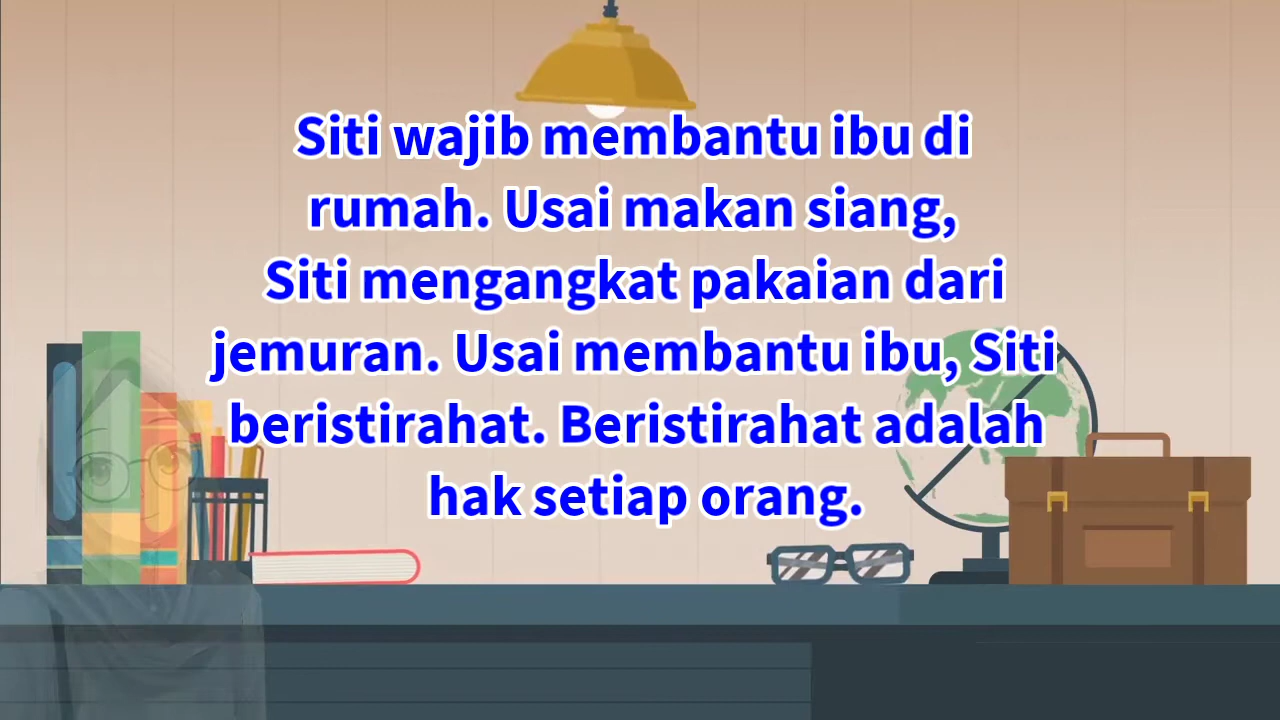 Siti wajib membantu ibu di
rumah. Usai makan siang,
Siti mengangkat pakaian dari
jemuran. Usai membantu ibu, Siti
beristirahat. Beristirahat adalah
hak setiap orang.